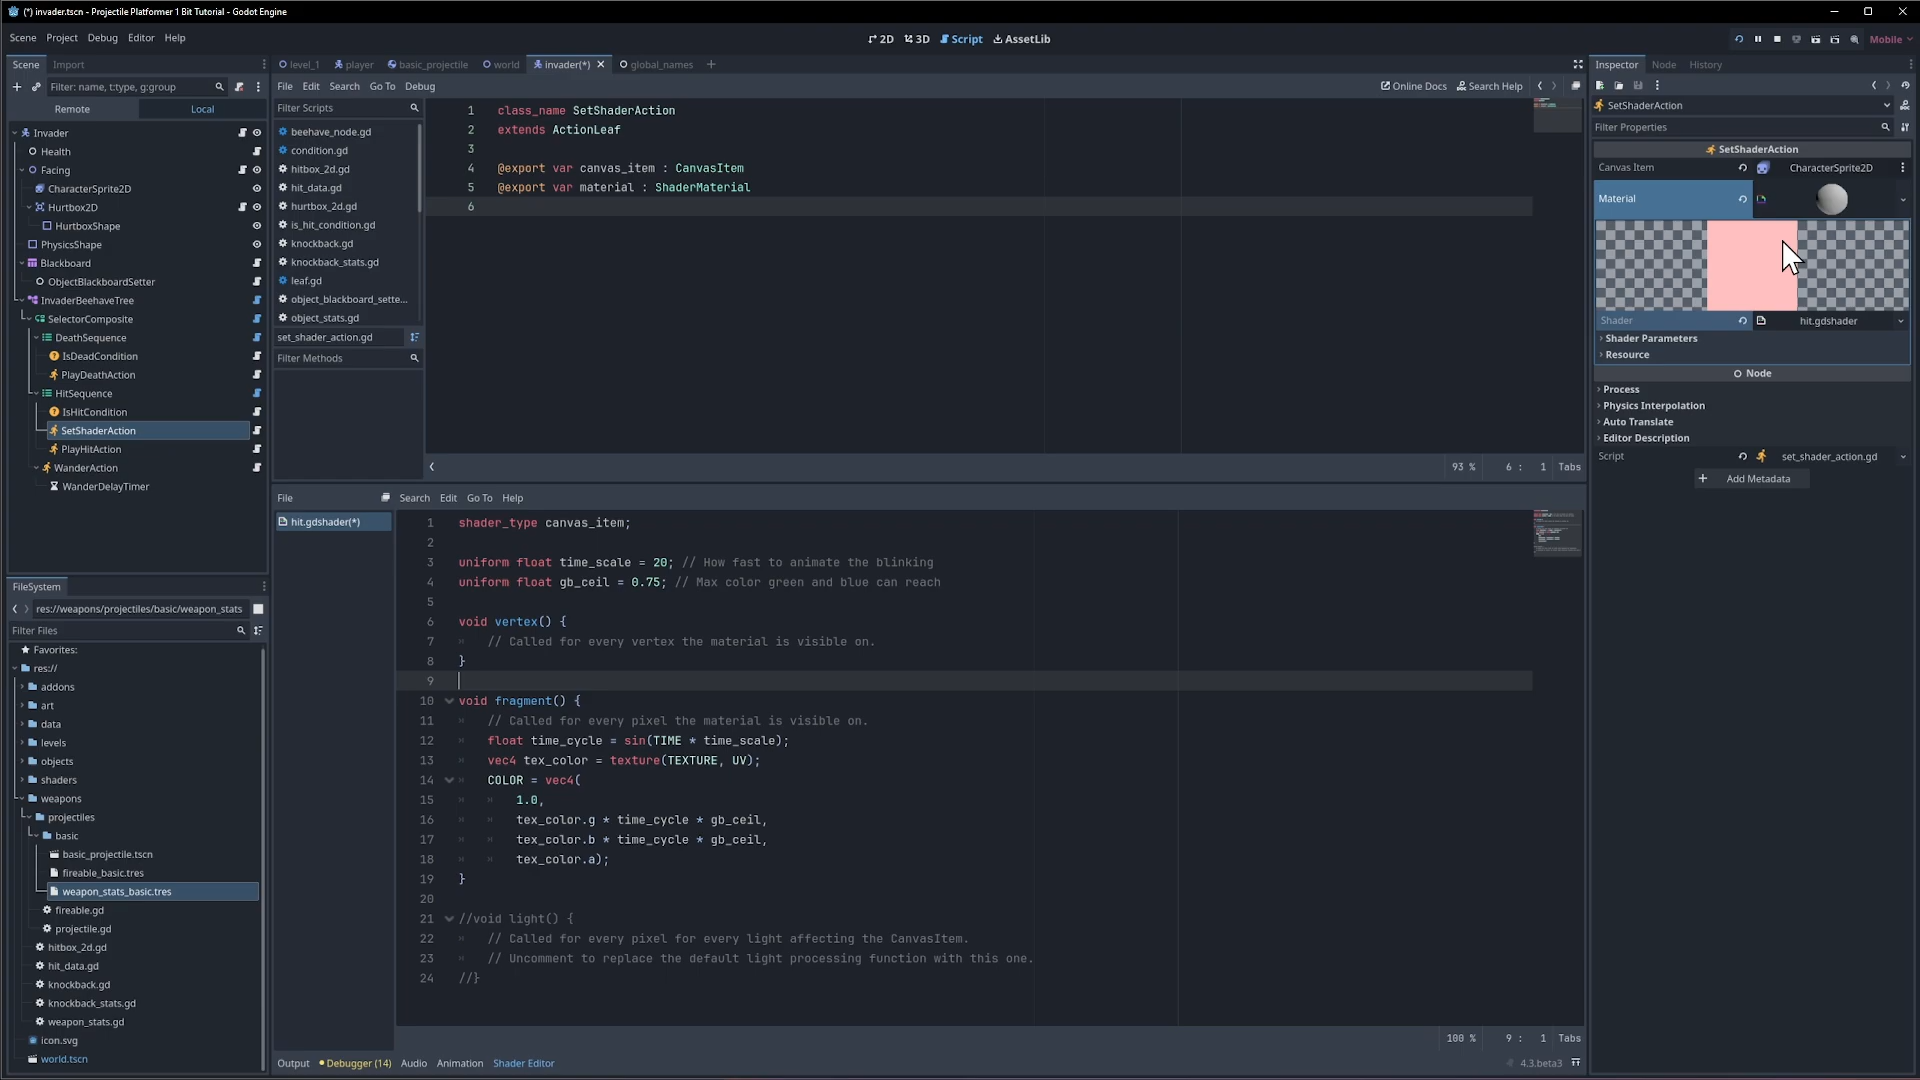 (*) invader.tscn - Projectile Platformer 1 Bit Tutorial - Godot Engine
Scene Project Debug Editor Help
2D 3D Script AssetLib
Mobile
Scene Import
Filter: name, t:type, g:group
Remote Local
Invader
Health
Facing
CharacterSprite2D
Hurtbox2D
HurtboxShape
PhysicsShape
Blackboard
ObjectBlackboardSetter
InvaderBeehaveTree
SelectorComposite
DeathSequence
IsDeadCondition
PlayDeathAction
HitSequence
IsHitCondition
SetShaderAction
PlayHitAction
WanderAction
WanderDelayTimer
FileSystem
res://weapons/projectiles/basic/weapon_stats
Filter Files
Favorites:
res://
addons
art
data
levels
objects
shaders
weapons
projectiles
basic
basic_projectile.tscn
fireable_basic.tres
weapon_stats_basic.tres
fireable.gd
projectile.gd
hitbox_2d.gd
hit_data.gd
knockback.gd
knockback_stats.gd
weapon_stats.gd
icon.svg
world.tscn
level_1 player basic_projectile world invader(*) global_names
File Edit Search Go To Debug
Online Docs Search Help
Filter Scripts
beehave_node.gd
condition.gd
hitbox_2d.gd
hit_data.gd
hurtbox_2d.gd
is_hit_condition.gd
knockback.gd
knockback_stats.gd
leaf.gd
object_blackboard_sette...
object_stats.gd
set_shader_action.gd
Filter Methods
1 class_name SetShaderAction
2 extends ActionLeaf
3
4 @export var canvas_item : CanvasItem
5 @export var material : ShaderMaterial
6
93 % 6 : 1 Tabs
File Search Edit Go To Help
hit.gdshader(*)
1 shader_type canvas_item;
2
3 uniform float time_scale = 20; // How fast to animate the blinking
4 uniform float gb_ceil = 0.75; // Max color green and blue can reach
5
6 void vertex() {
7 // Called for every vertex the material is visible on.
8 }
9
10 void fragment() {
11 // Called for every pixel the material is visible on.
12 float time_cycle = sin(TIME * time_scale);
13 vec4 tex_color = texture(TEXTURE, UV);
14 COLOR = vec4(
15 1.0,
16 tex_color.g * time_cycle * gb_ceil,
17 tex_color.b * time_cycle * gb_ceil,
18 tex_color.a);
19 }
20
21 //void light() {
22 // Called for every pixel for every light affecting the CanvasItem.
23 // Uncomment to replace the default light processing function with this one.
24 //}
100 % 9 : 1 Tabs
Output Debugger (14) Audio Animation Shader Editor
4.3.beta3
Inspector Node History
SetShaderAction
Filter Properties
SetShaderAction
Canvas Item CharacterSprite2D
Material
Shader hit.gdshader
Shader Parameters
Resource
Node
Process
Physics Interpolation
Auto Translate
Editor Description
Script set_shader_action.gd
Add Metadata